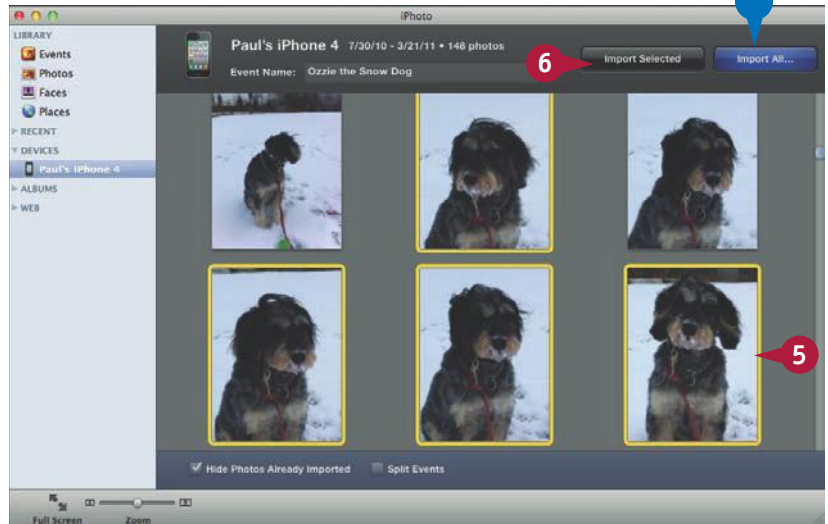 iPhoto
LIBRARY
Events
Photos
Faces
Places
RECENT
DEVICES
Paul's iPhone 4
ALBUMS
WEB
Paul's iPhone 4 7/30/10 - 3/21/11 • 148 photos
Event Name: Ozzie the Snow Dog
6
Import Selected
Import All...
5
Hide Photos Already Imported
Split Events
Full Screen
Zoom